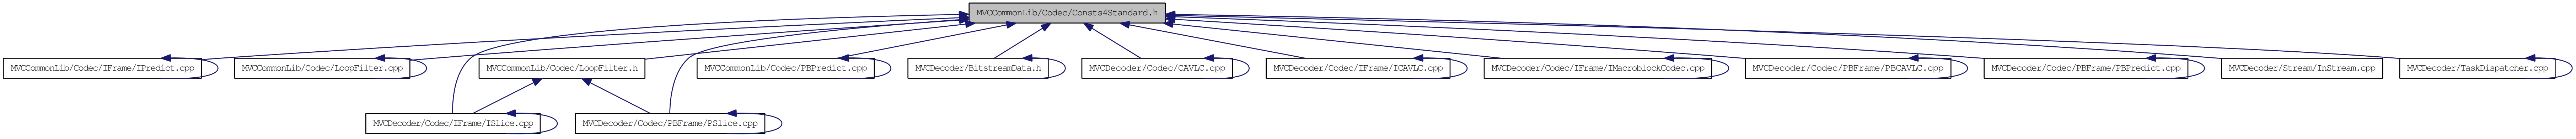 MVCCommonLib/Codec/Consts4Standard.h
MVCCommonLib/Codec/IFrame/IPredict.cpp
MVCCommonLib/Codec/LoopFilter.cpp
MVCCommonLib/Codec/LoopFilter.h
MVCCommonLib/Codec/PBPredict.cpp
MVCDecoder/BitstreamData.h
MVCDecoder/Codec/CAVLC.cpp
MVCDecoder/Codec/IFrame/ICAVLC.cpp
MVCDecoder/Codec/IFrame/IMacroblockCodec.cpp
MVCDecoder/Codec/PBFrame/PBCAVLC.cpp
MVCDecoder/Codec/PBFrame/PBPredict.cpp
MVCDecoder/Stream/InStream.cpp
MVCDecoder/TaskDispatcher.cpp
MVCDecoder/Codec/IFrame/ISlice.cpp
MVCDecoder/Codec/PBFrame/PSlice.cpp